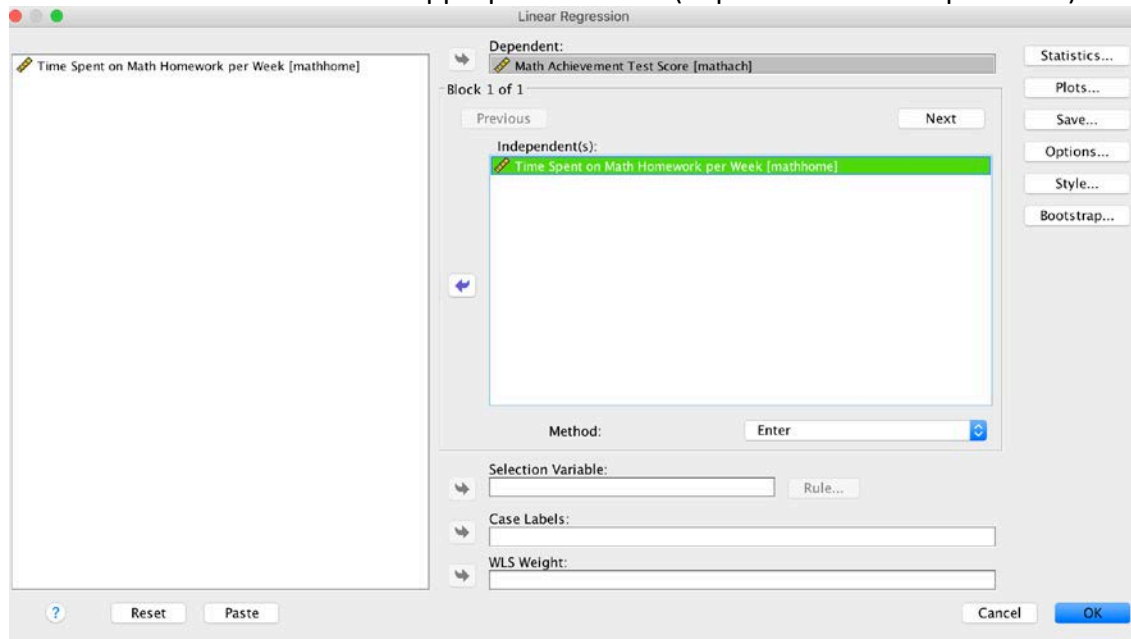 Linear Regression
Time Spent on Math Homework per Week [mathhome]
Dependent:
Math Achievement Test Score [mathach]
Block 1 of 1
Previous
Next
Independent(s):
Time Spent on Math Homework per Week [mathhome]
Method:
Enter
Selection Variable:
Rule...
Case Labels:
WLS Weight:
Statistics...
Plots...
Save...
Options...
Style...
Bootstrap...
?
Reset
Paste
Cancel
OK